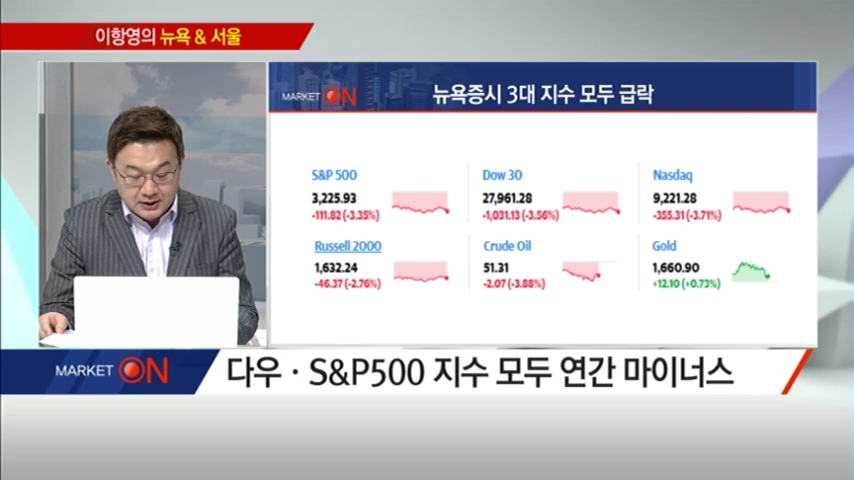 이항영의 뉴욕 & 서울
MARKET ON
뉴욕증시 3대 지수 모두 급락
S&P 500
3,225.93
-111.82 (-3.35%)
Dow 30
27,961.28
-1,031.13 (-3.56%)
Nasdaq
9,221.28
-355.31 (-3.71%)
Russell 2000
1,632.24
-46.37 (-2.76%)
Crude Oil
51.31
-2.07 (-3.88%)
Gold
1,660.90
+12.10 (+0.73%)
MARKET ON
다우 · S&P500 지수 모두 연간 마이너스